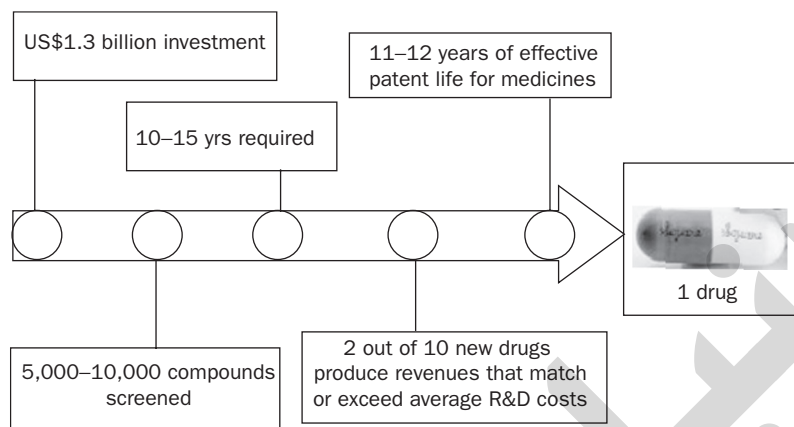 US$1.3 billion investment
11–12 years of effective
patent life for medicines
10–15 yrs required
1 drug
5,000–10,000 compounds
screened
2 out of 10 new drugs
produce revenues that match
or exceed average R&D costs